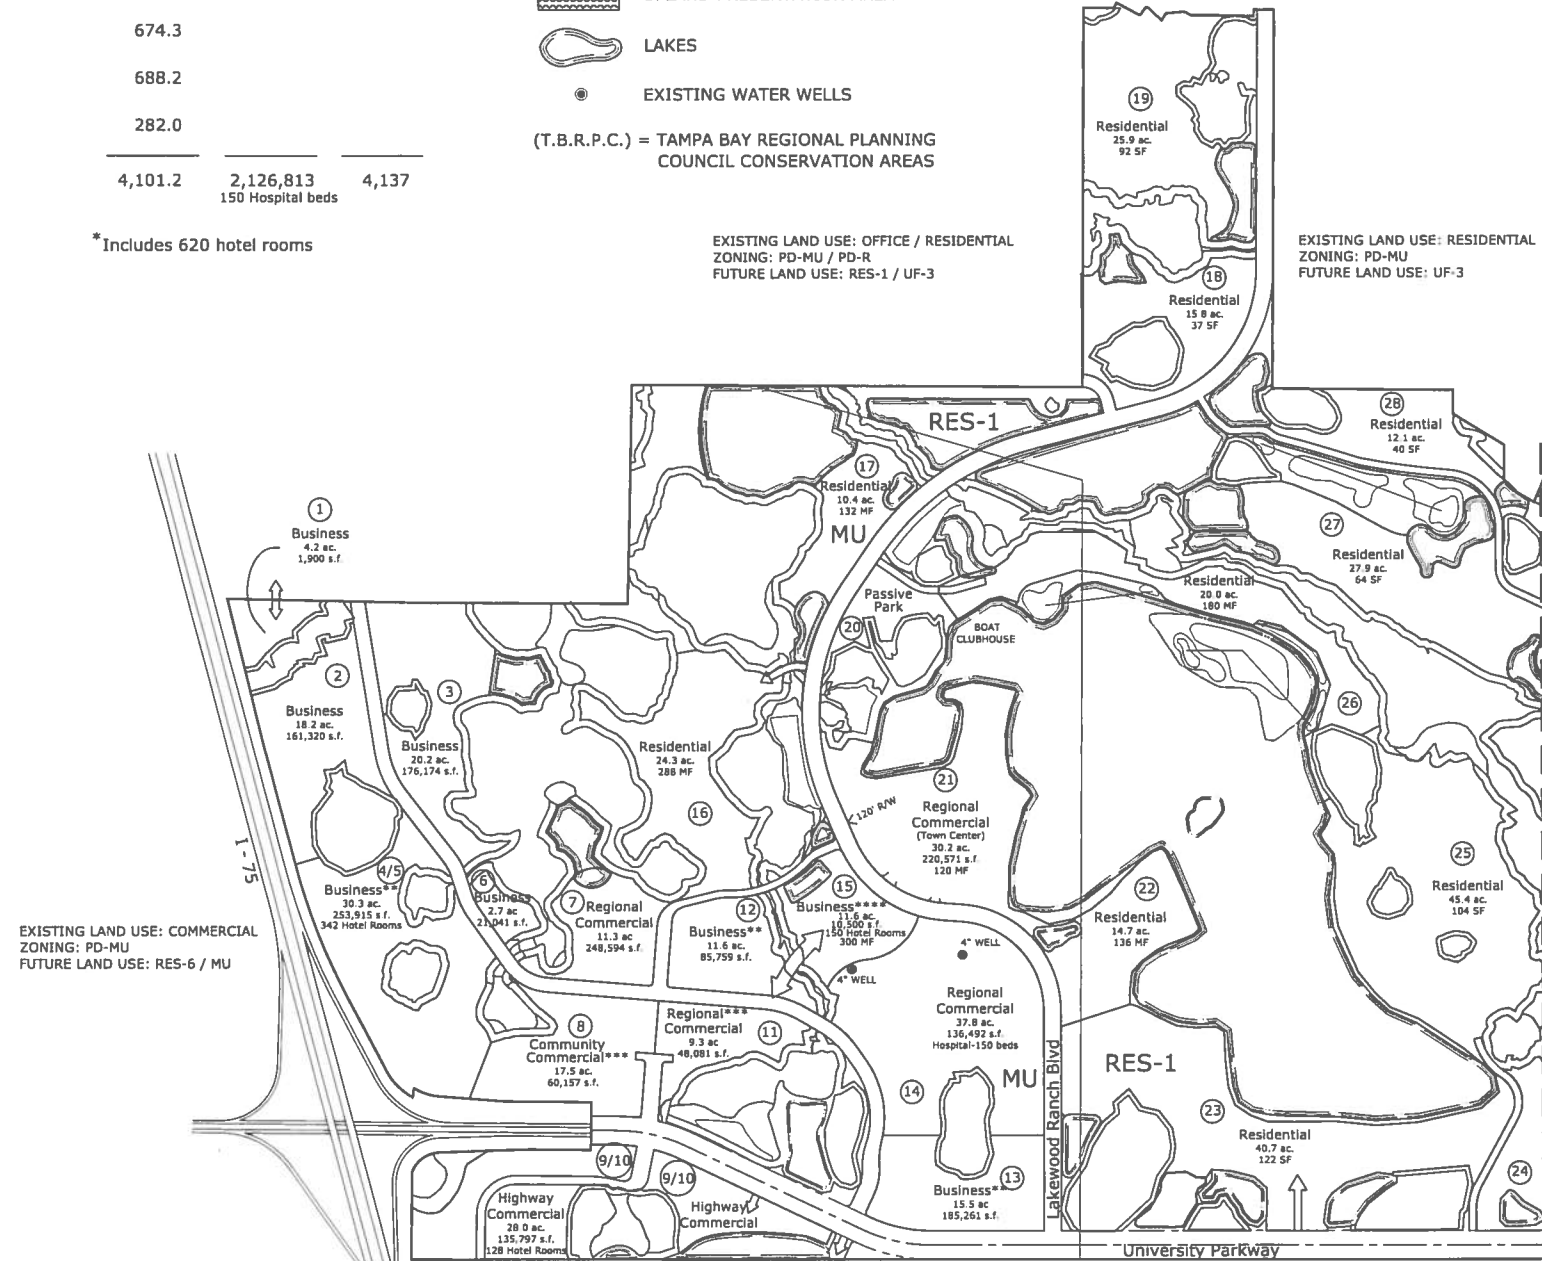 674.3
688.2
282.0
4,101.2 2,126,813 4,137
150 Hospital beds
*Includes 620 hotel rooms
LAKES
EXISTING WATER WELLS
(T.B.R.P.C.) = TAMPA BAY REGIONAL PLANNING
COUNCIL CONSERVATION AREAS
EXISTING LAND USE: OFFICE / RESIDENTIAL
ZONING: PD-MU / PD-R
FUTURE LAND USE: RES-1 / UF-3
EXISTING LAND USE: RESIDENTIAL
ZONING: PD-MU
FUTURE LAND USE: UF-3
19
Residential
25.9 ac.
92 SF
18
Residential
15.8 ac.
37 SF
RES-1
28
Residential
12.1 ac.
40 SF
17
Residential
10.4 ac.
132 MF
MU
27
Residential
27.9 ac.
64 SF
1
Business
4.2 ac.
1,900 s.f.
Residential
20.0 ac.
180 MF
Passive
Park
20
BOAT
CLUBHOUSE
26
2
Business
18.2 ac.
161,320 s.f.
3
Business
20.2 ac.
176,174 s.f.
Residential
24.3 ac.
288 MF
16
21
Regional
Commercial
(Town Center)
30.2 ac.
220,571 s.f.
120 MF
120' R/W
I-75
25
Residential
45.4 ac.
104 SF
4/5
Business**
30.3 ac.
253,915 s.f.
342 Hotel Rooms
6
Business
2.7 ac
21,041 s.f.
7
Regional
Commercial
11.3 ac
248,594 s.f.
12
Business**
11.6 ac.
85,759 s.f.
15
Business****
11.6 ac.
10,500 s.f.
150 Hotel Rooms
300 MF
22
Residential
14.7 ac.
136 MF
EXISTING LAND USE: COMMERCIAL
ZONING: PD-MU
FUTURE LAND USE: RES-6 / MU
4" WELL
4" WELL
Regional
Commercial
37.8 ac.
136,492 s.f.
Hospital-150 beds
8
Community
Commercial***
17.5 ac.
60,157 s.f.
Regional***
Commercial
9.3 ac
48,081 s.f.
11
14
MU
RES-1
Lakewood Ranch Blvd
23
Residential
40.7 ac.
122 SF
9/10
9/10
Highway
Commercial
28.0 ac.
135,797 s.f.
128 Hotel Rooms
Highway
Commercial
13
Business**
15.5 ac
185,261 s.f.
24
University Parkway